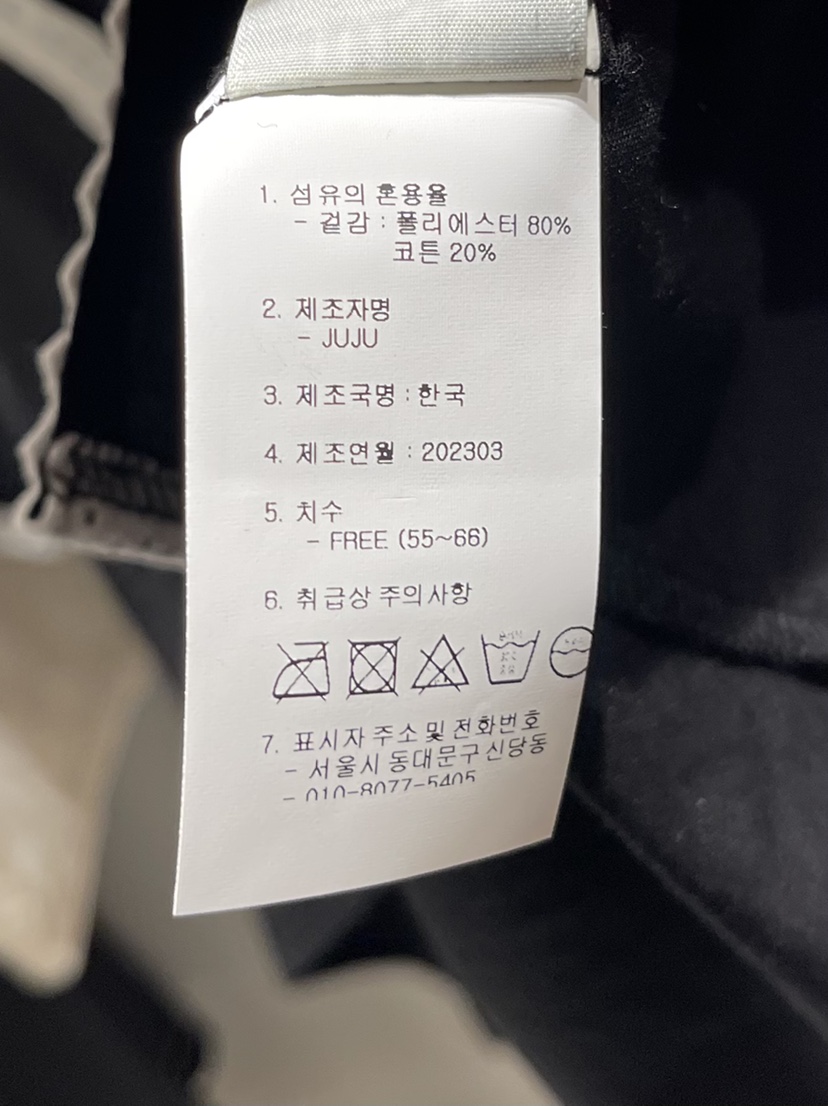 1. 섬유의 혼용율
- 겉감 : 폴리에스터 80%
코튼 20%
2. 제조자명
- JUJU
3. 제조국명 : 한국
4. 제조연월 : 202303
5. 치수
- FREE (55~66)
6. 취급상 주의사항
7. 표시자 주소 및 전화번호
- 서울시 동대문구 신당동
- 010-8077-5405